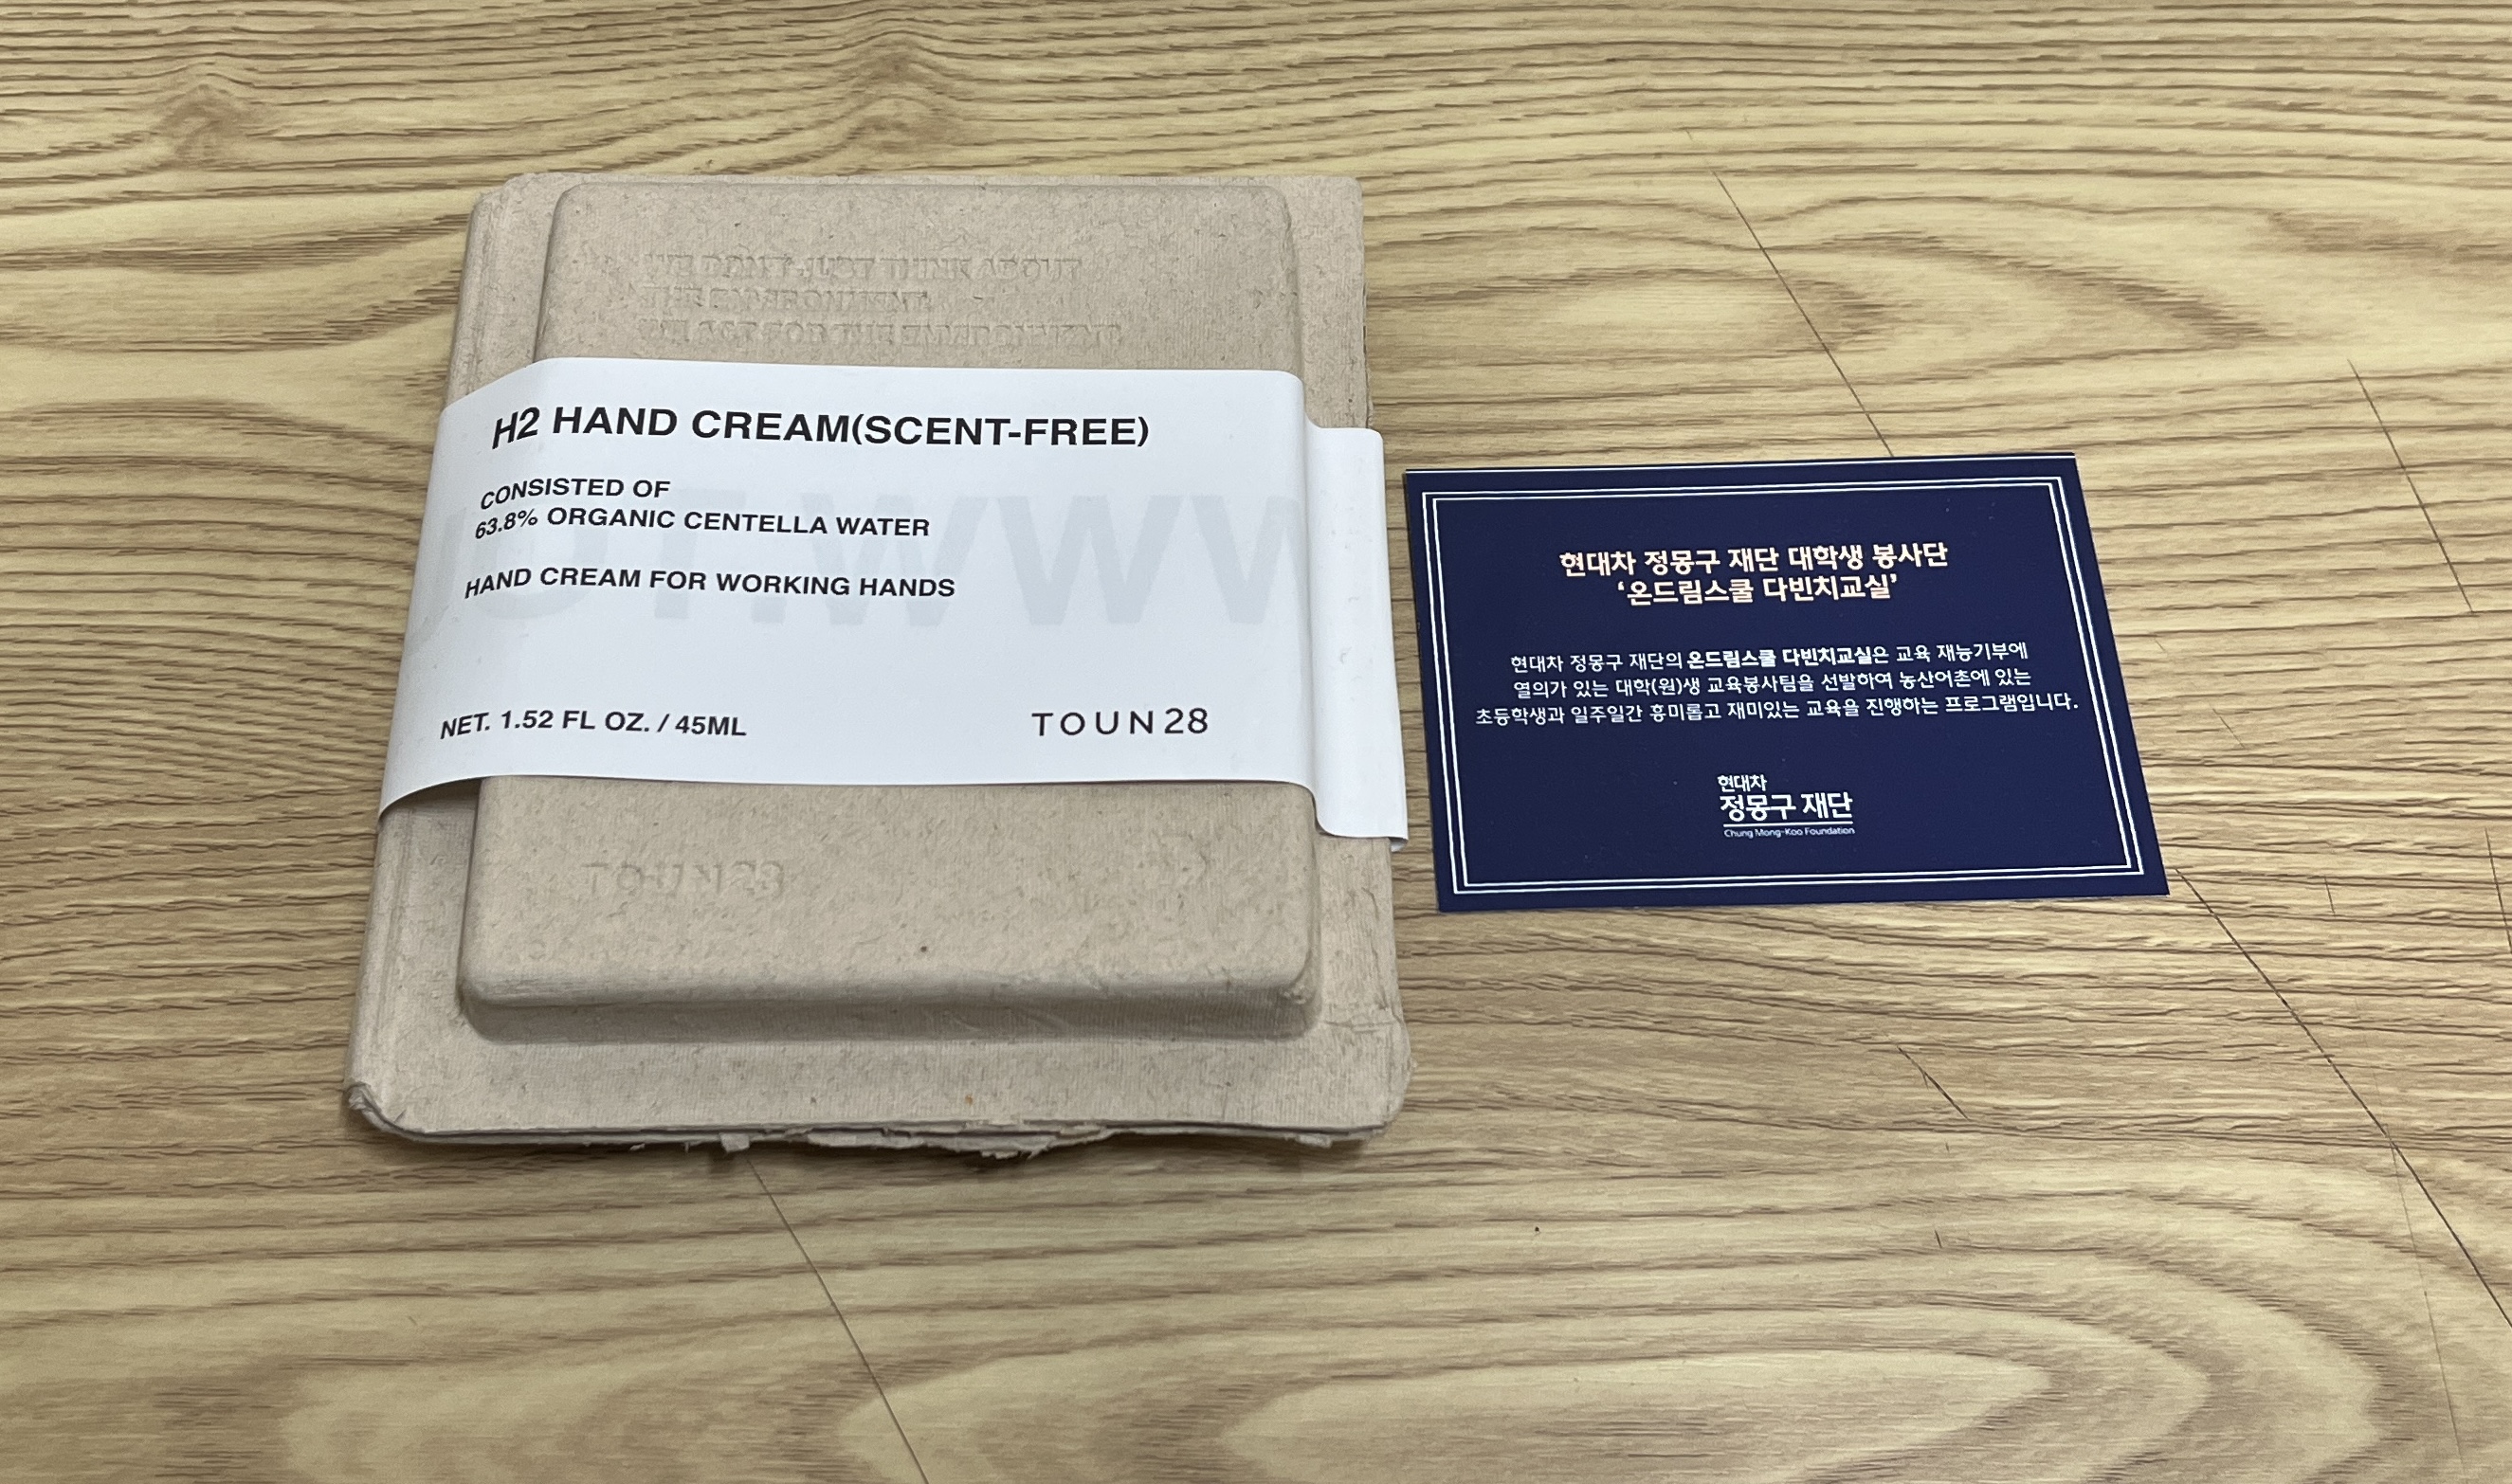 WE DON'T JUST THINK ABOUT
THE ENVIRONMENT.
WE ACT FOR THE ENVIRONMENT
H2 HAND CREAM(SCENT-FREE)
CONSISTED OF
63.8% ORGANIC CENTELLA WATER
HAND CREAM FOR WORKING HANDS
NET. 1.52 FL OZ. / 45ML
TOUN28
TOUN28
현대차 정몽구 재단 대학생 봉사단
‘온드림스쿨 다빈치교실’
현대차 정몽구 재단의 온드림스쿨 다빈치교실은 교육 재능기부에
열의가 있는 대학(원)생 교육봉사팀을 선발하여 농산어촌에 있는
초등학생과 일주일간 흥미롭고 재미있는 교육을 진행하는 프로그램입니다.
현대차
정몽구 재단
Chung Mong-Koo Foundation